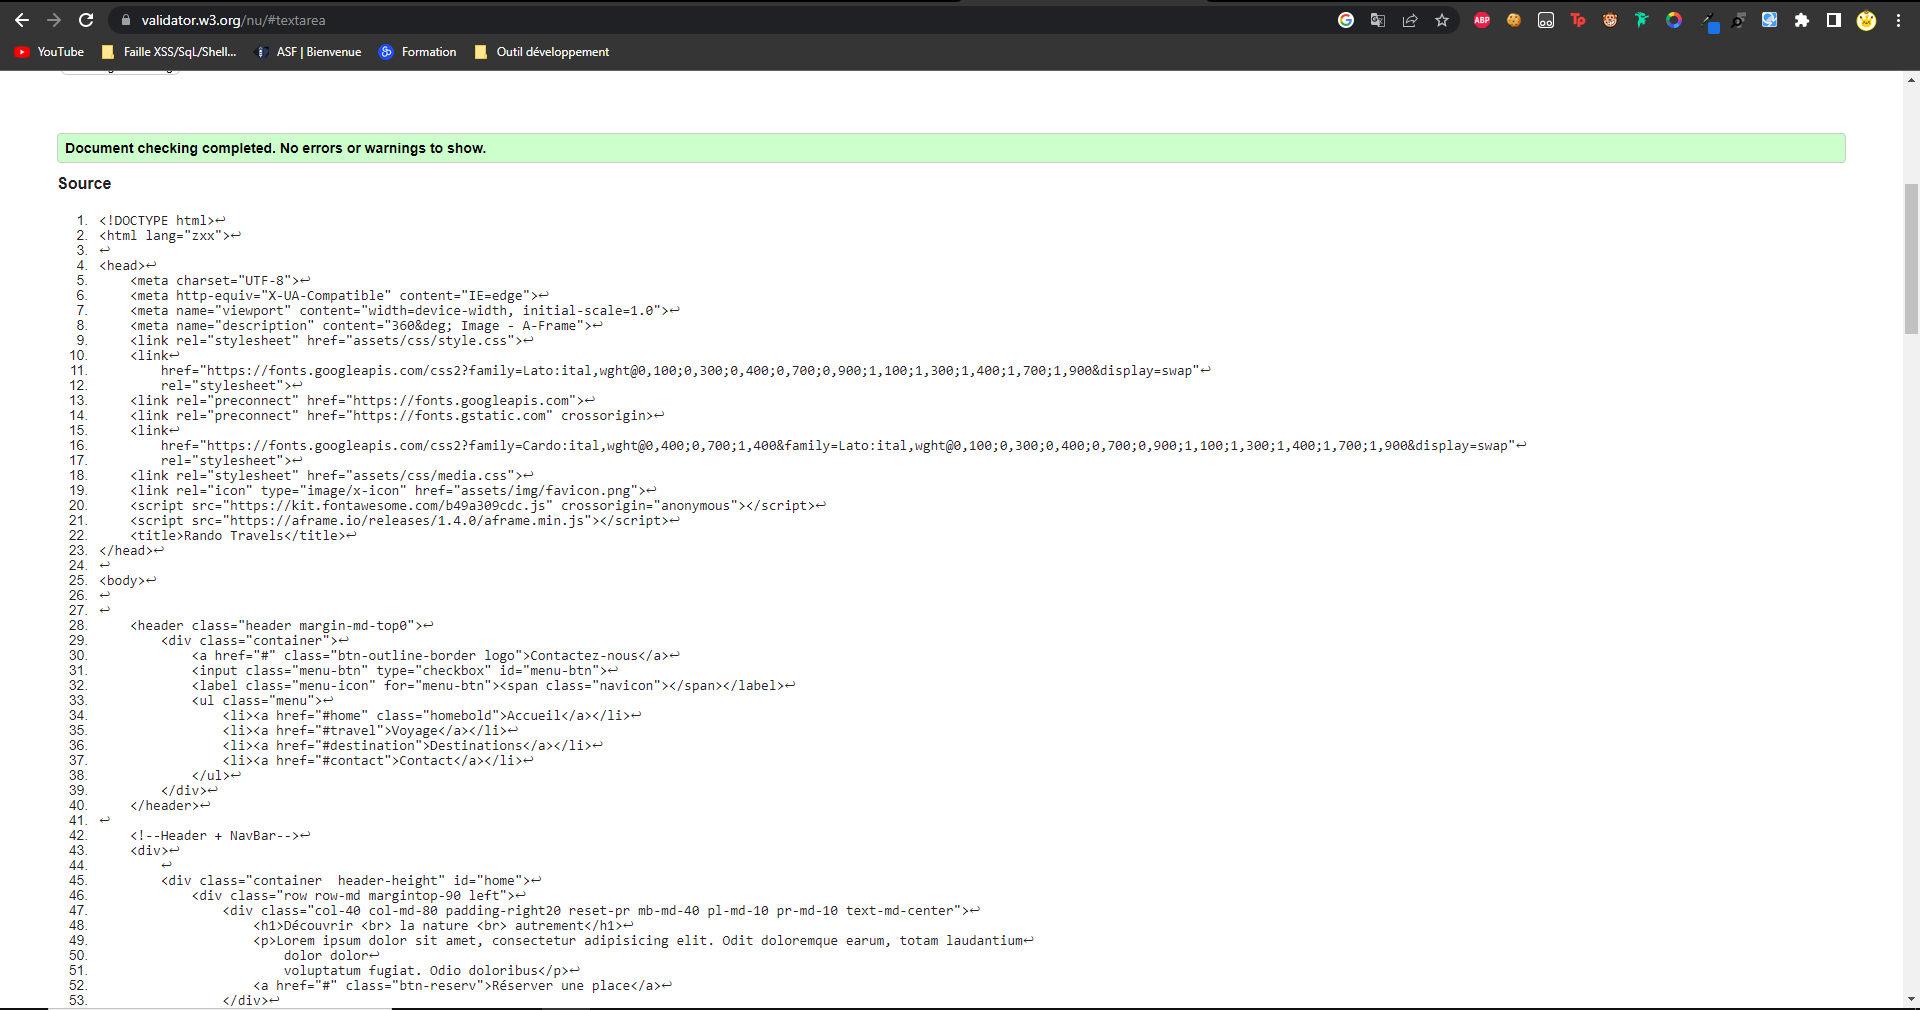 validator.w3.org/nu/#textarea
YouTube Faille XSS/SqL/Shell... ASF | Bienvenue Formation Outil développement
Document checking completed. No errors or warnings to show.
Source
1. <!DOCTYPE html>↩
2. <html lang="zxx">↩
3. ↩
4. <head>↩
5. <meta charset="UTF-8">↩
6. <meta http-equiv="X-UA-Compatible" content="IE=edge">↩
7. <meta name="viewport" content="width=device-width, initial-scale=1.0">↩
8. <meta name="description" content="360&deg; Image - A-Frame">↩
9. <link rel="stylesheet" href="assets/css/style.css">↩
10. <link↩
11. href="https://fonts.googleapis.com/css2?family=Lato:ital,wght@0,100;0,300;0,400;0,700;0,900;1,100;1,300;1,400;1,700;1,900&display=swap"↩
12. rel="stylesheet">↩
13. <link rel="preconnect" href="https://fonts.googleapis.com">↩
14. <link rel="preconnect" href="https://fonts.gstatic.com" crossorigin>↩
15. <link↩
16. href="https://fonts.googleapis.com/css2?family=Cardo:ital,wght@0,400;0,700;1,400&family=Lato:ital,wght@0,100;0,300;0,400;0,700;0,900;1,100;1,300;1,400;1,700;1,900&display=swap"↩
17. rel="stylesheet">↩
18. <link rel="stylesheet" href="assets/css/media.css">↩
19. <link rel="icon" type="image/x-icon" href="assets/img/favicon.png">↩
20. <script src="https://kit.fontawesome.com/b49a309cdc.js" crossorigin="anonymous"></script>↩
21. <script src="https://aframe.io/releases/1.4.0/aframe.min.js"></script>↩
22. <title>Rando Travels</title>↩
23. </head>↩
24. ↩
25. <body>↩
26. ↩
27. ↩
28. <header class="header margin-md-top0">↩
29. <div class="container">↩
30. <a href="#" class="btn-outline-border logo">Contactez-nous</a>↩
31. <input class="menu-btn" type="checkbox" id="menu-btn">↩
32. <label class="menu-icon" for="menu-btn"><span class="navicon"></span></label>↩
33. <ul class="menu">↩
34. <li><a href="#home" class="homebold">Accueil</a></li>↩
35. <li><a href="#travel">Voyage</a></li>↩
36. <li><a href="#destination">Destinations</a></li>↩
37. <li><a href="#contact">Contact</a></li>↩
38. </ul>↩
39. </div>↩
40. </header>↩
41. ↩
42. <!--Header + NavBar-->↩
43. <div>↩
44. ↩
45. <div class="container  header-height" id="home">↩
46. <div class="row row-md margintop-90 left">↩
47. <div class="col-40 col-md-80 padding-right20 reset-pr mb-md-40 pl-md-10 pr-md-10 text-md-center">↩
48. <h1>Découvrir <br> la nature <br> autrement</h1>↩
49. <p>Lorem ipsum dolor sit amet, consectetur adipisicing elit. Odit doloremque earum, totam laudantium↩
50. dolor dolor↩
51. voluptatum fugiat. Odio doloribus</p>↩
52. <a href="#" class="btn-reserv">Réserver une place</a>↩
53. </div>↩